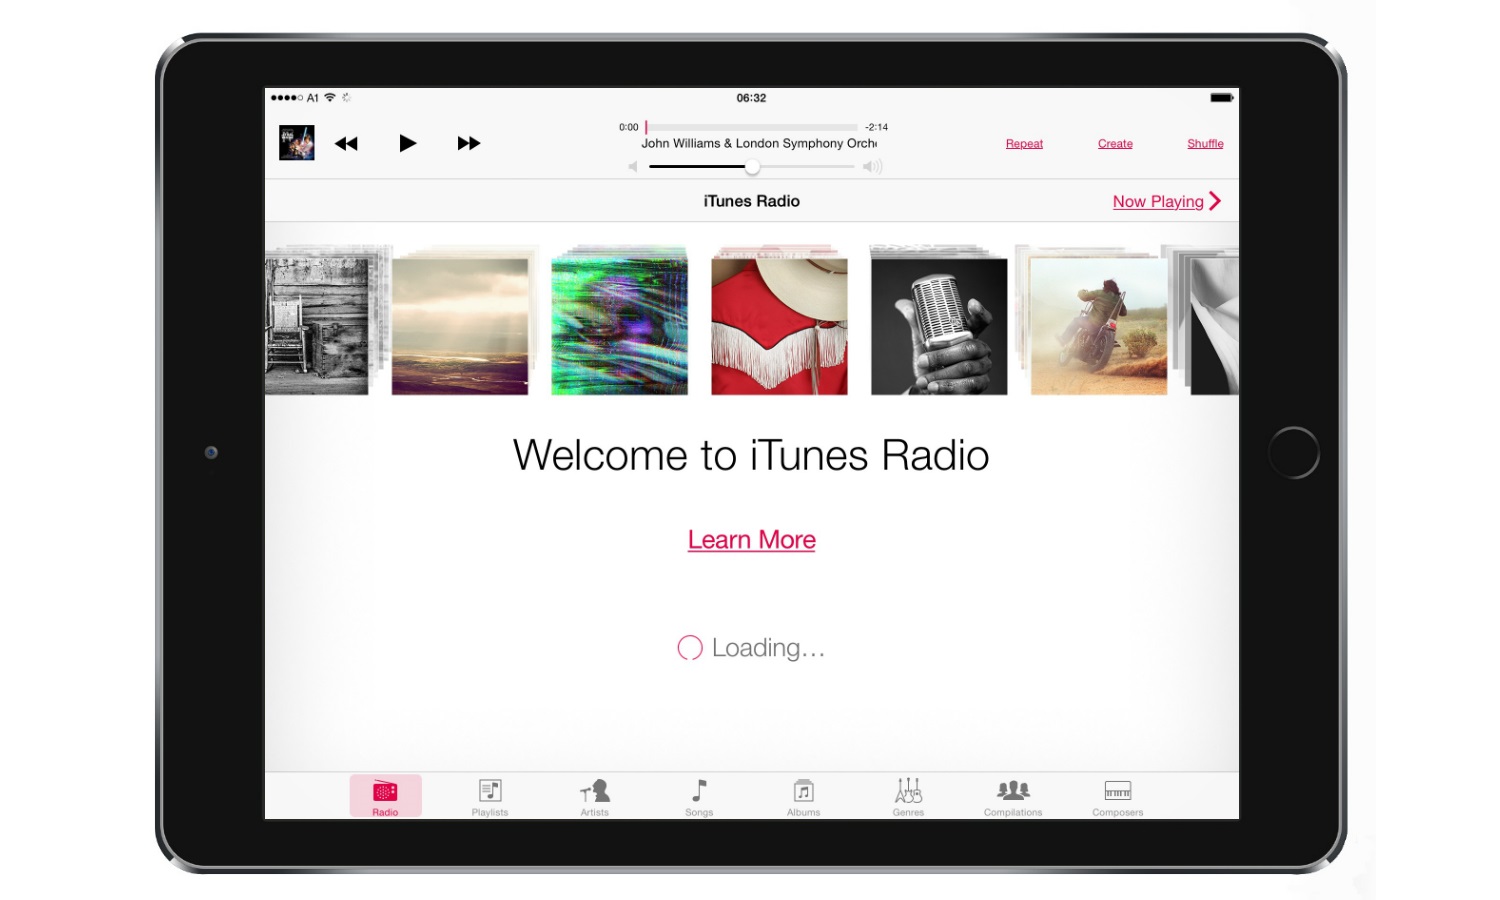 A1
06:32
0:00
-2:14
John Williams & London Symphony Orche
Repeat
Create
Shuffle
iTunes Radio
Now Playing
Welcome to iTunes Radio
Learn More
Loading...
Radio
Playlists
Artists
Songs
Albums
Genres
Compilations
Composers